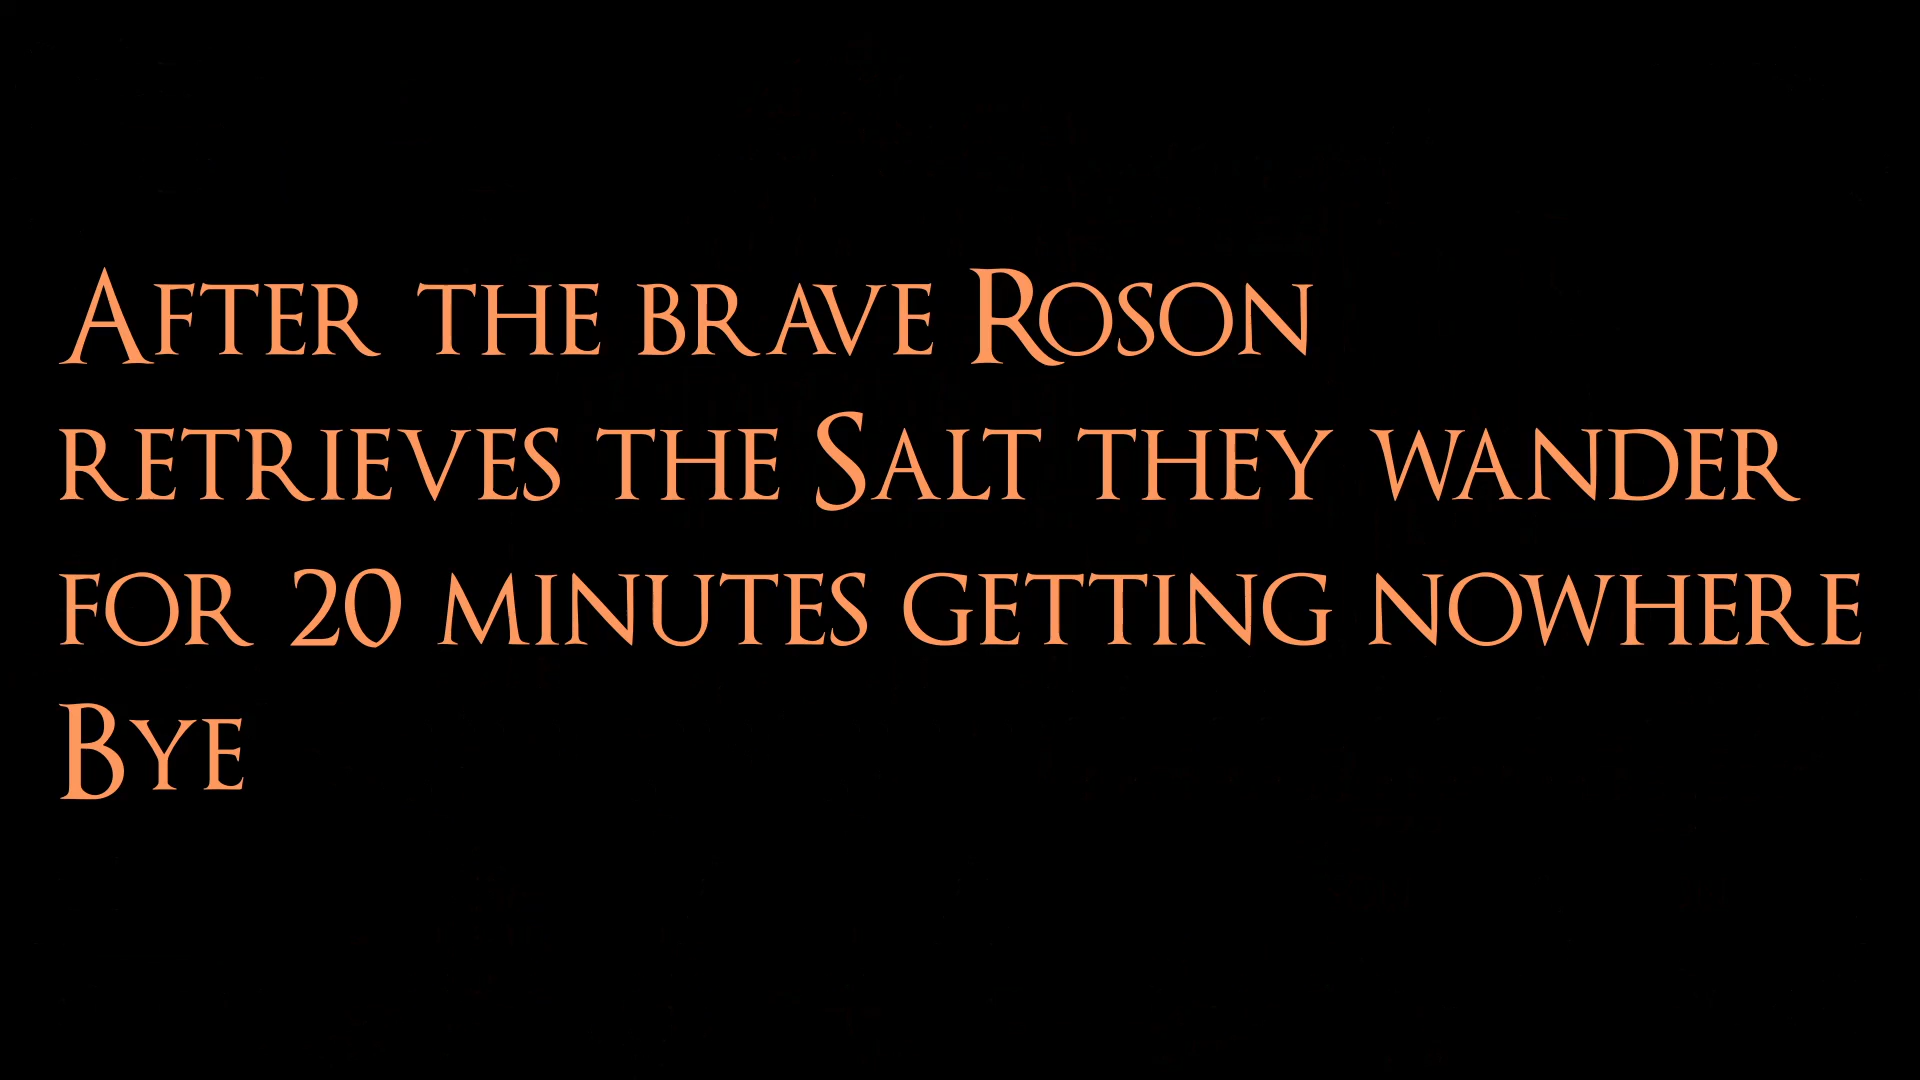 After the brave Roson
retrieves the Salt they wander
for 20 minutes getting nowhere
Bye